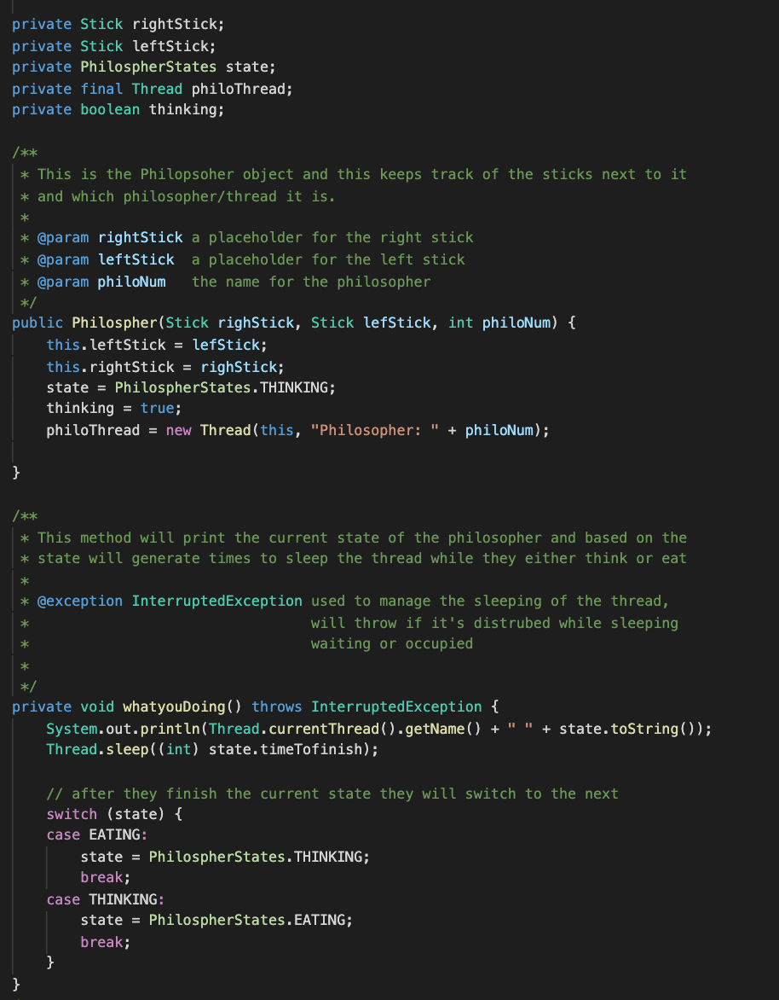 private Stick rightStick;
private Stick leftStick;
private PhilospherStates state;
private final Thread philoThread;
private boolean thinking;
/**
* This is the Philopsoher object and this keeps track of the sticks next to it
* and which philosopher/thread it is.
*
* @param rightStick a placeholder for the right stick
* @param leftStick  a placeholder for the left stick
* @param philoNum   the name for the philosopher
*/
public Philospher(Stick righStick, Stick lefStick, int philoNum) {
    this.leftStick = lefStick;
    this.rightStick = righStick;
    state = PhilospherStates.THINKING;
    thinking = true;
    philoThread = new Thread(this, "Philosopher: " + philoNum);
}
/**
* This method will print the current state of the philosopher and based on the
* state will generate times to sleep the thread while they either think or eat
*
* @exception InterruptedException used to manage the sleeping of the thread,
*                                 will throw if it's distrubed while sleeping
*                                 waiting or occupied
*
*/
private void whatyouDoing() throws InterruptedException {
    System.out.println(Thread.currentThread().getName() + " " + state.toString());
    Thread.sleep((int) state.timeTofinish);
    // after they finish the current state they will switch to the next
    switch (state) {
    case EATING:
        state = PhilospherStates.THINKING;
        break;
    case THINKING:
        state = PhilospherStates.EATING;
        break;
    }
}